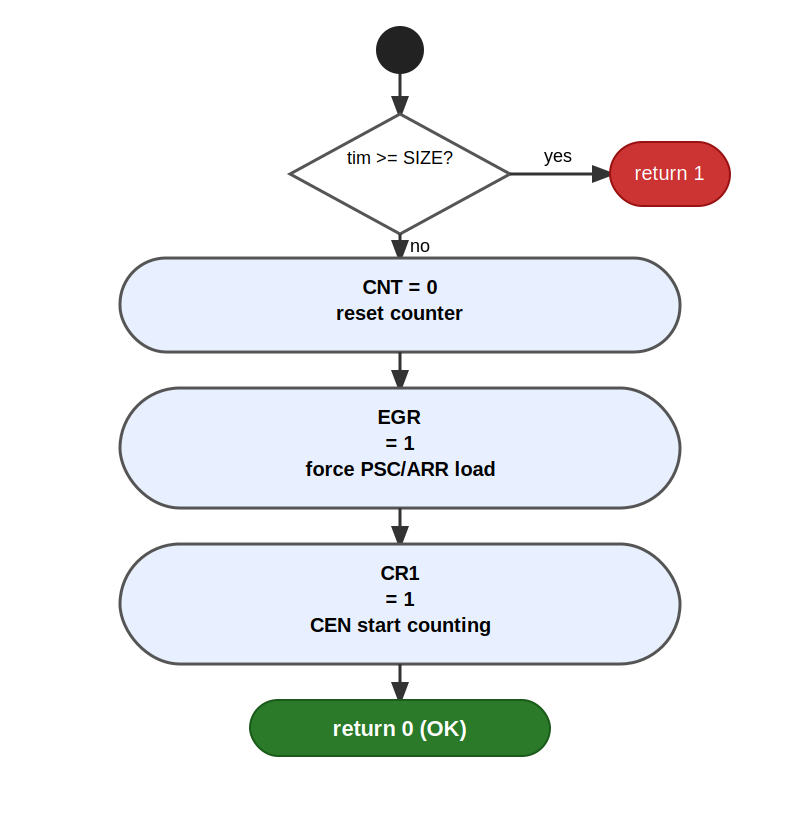 tim >= SIZE?
yes
return 1
no
CNT = 0
reset counter
EGR
= 1
force PSC/ARR load
CR1
= 1
CEN start counting
return 0 (OK)